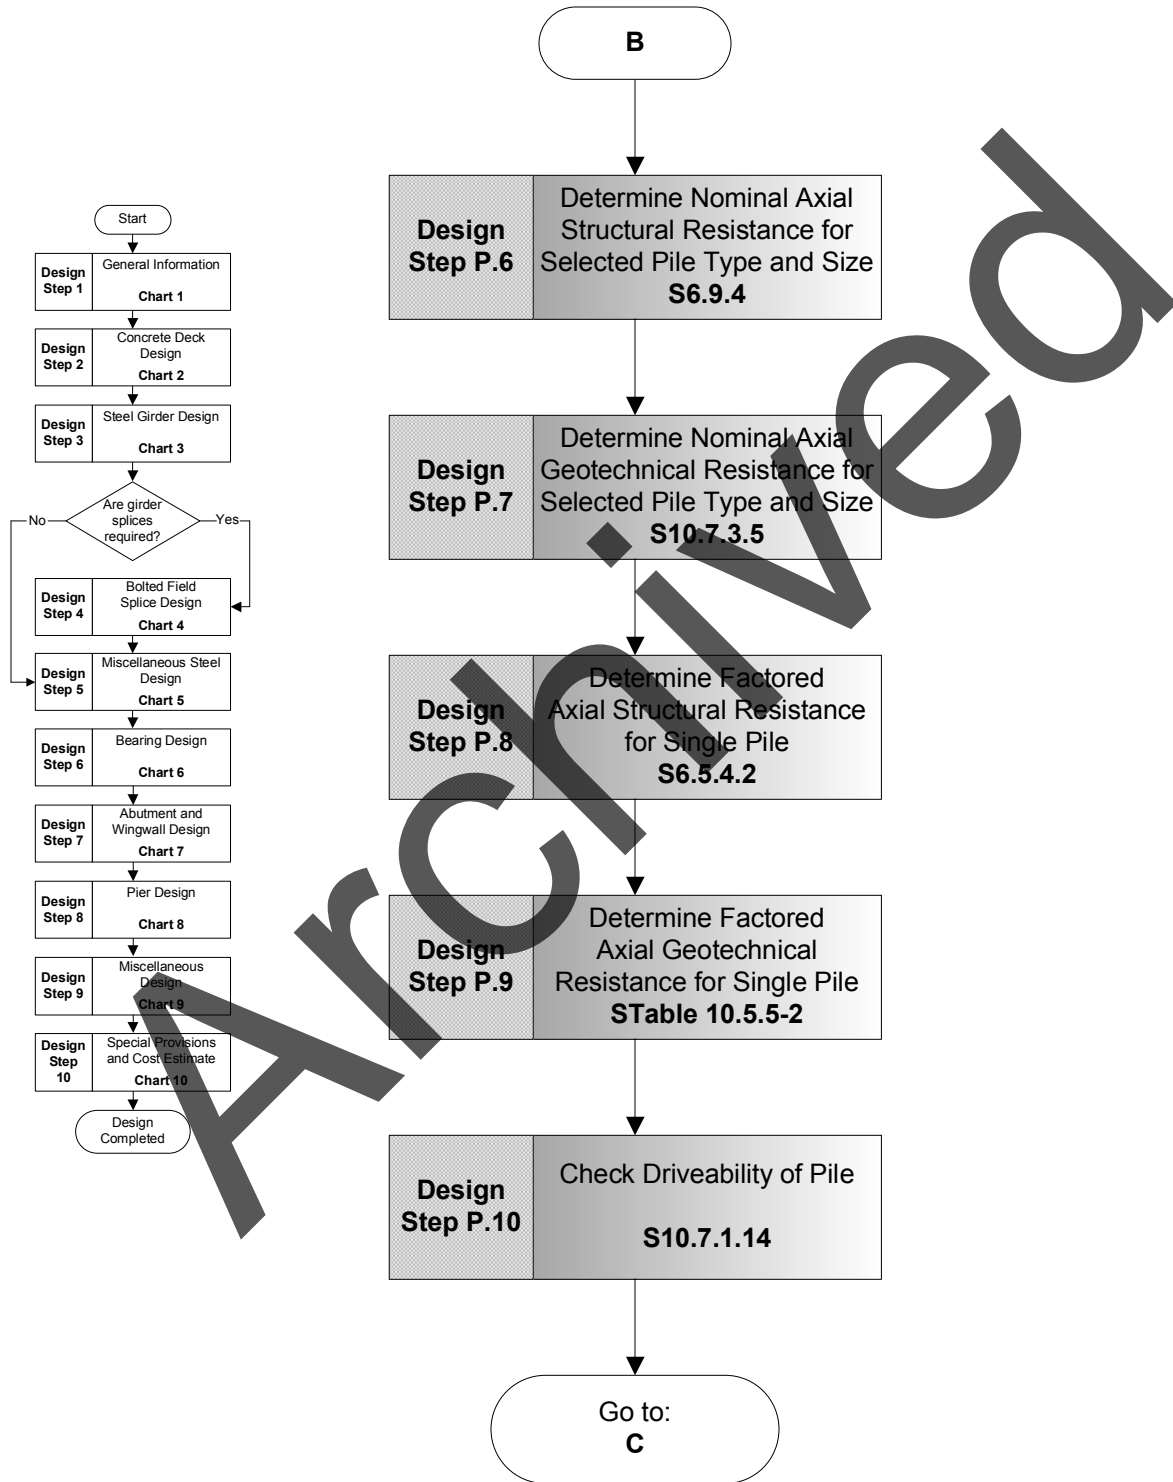 Start
Design
Step 1
General Information
Chart 1
Design
Step 2
Concrete Deck
Design
Chart 2
Design
Step 3
Steel Girder Design
Chart 3
Are girder
splices
required?
No
Yes
Design
Step 4
Bolted Field
Splice Design
Chart 4
Design
Step 5
Miscellaneous Steel
Design
Chart 5
Design
Step 6
Bearing Design
Chart 6
Design
Step 7
Abutment and
Wingwall Design
Chart 7
Design
Step 8
Pier Design
Chart 8
Design
Step 9
Miscellaneous
Design
Chart 9
Design
Step
10
Special Provisions
and Cost Estimate
Chart 10
Design
Completed
B
Design
Step P.6
Determine Nominal Axial
Structural Resistance for
Selected Pile Type and Size
S6.9.4
Design
Step P.7
Determine Nominal Axial
Geotechnical Resistance for
Selected Pile Type and Size
S10.7.3.5
Design
Step P.8
Determine Factored
Axial Structural Resistance
for Single Pile
S6.5.4.2
Design
Step P.9
Determine Factored
Axial Geotechnical
Resistance for Single Pile
STable 10.5.5-2
Design
Step P.10
Check Driveability of Pile
S10.7.1.14
Go to:
C
Archived